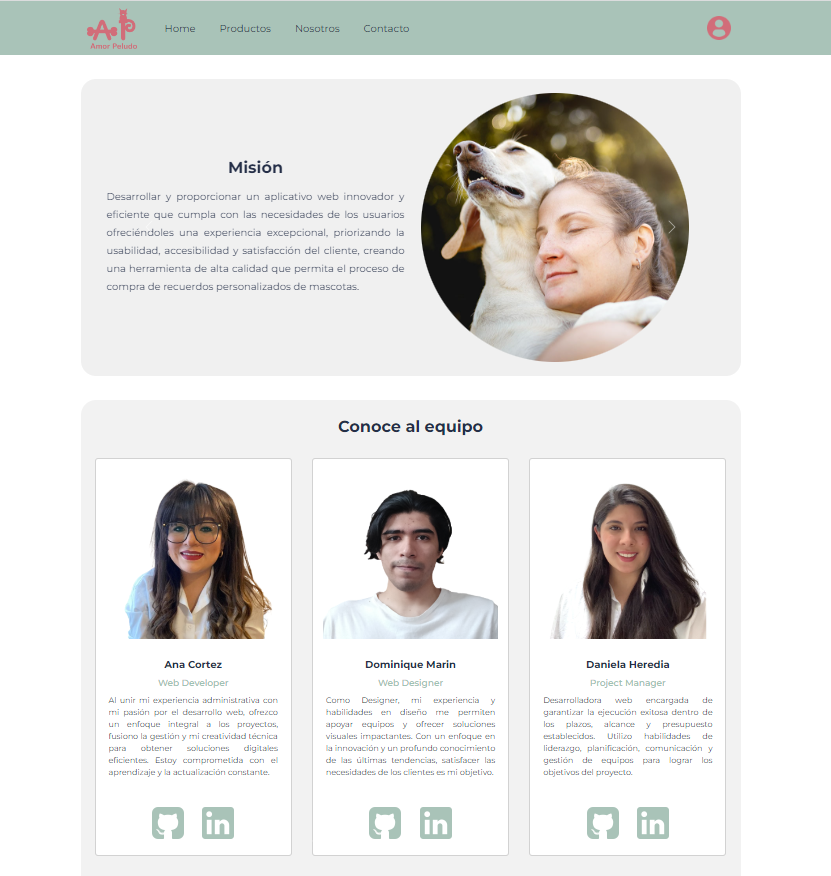 AP
Amor Peludo
Home
Productos
Nosotros
Contacto
Misión
Desarrollar y proporcionar un aplicativo web innovador y
eficiente que cumpla con las necesidades de los usuarios
ofreciéndoles una experiencia excepcional, priorizando la
usabilidad, accesibilidad y satisfacción del cliente, creando
una herramienta de alta calidad que permita el proceso de
compra de recuerdos personalizados de mascotas.
Conoce al equipo
Ana Cortez
Web Developer
Al unir mi experiencia administrativa con
mi pasión por el desarrollo web, ofrezco
un enfoque integral a los proyectos,
fusiono la gestión y mi creatividad técnica
para obtener soluciones digitales
eficientes. Estoy comprometida con el
aprendizaje y la actualización constante.
in
Dominique Marin
Web Designer
Como Designer, mi experiencia y
habilidades en diseño me permiten
apoyar equipos y ofrecer soluciones
visuales impactantes. Con un enfoque en
la innovación y un profundo conocimiento
de las últimas tendencias, satisfacer las
necesidades de los clientes es mi objetivo.
in
Daniela Heredia
Project Manager
Desarrolladora web encargada de
garantizar la ejecución exitosa dentro de
los plazos, alcance y presupuesto
establecidos. Utilizo habilidades de
liderazgo, planificación, comunicación y
gestión de equipos para lograr los
objetivos del proyecto.
in